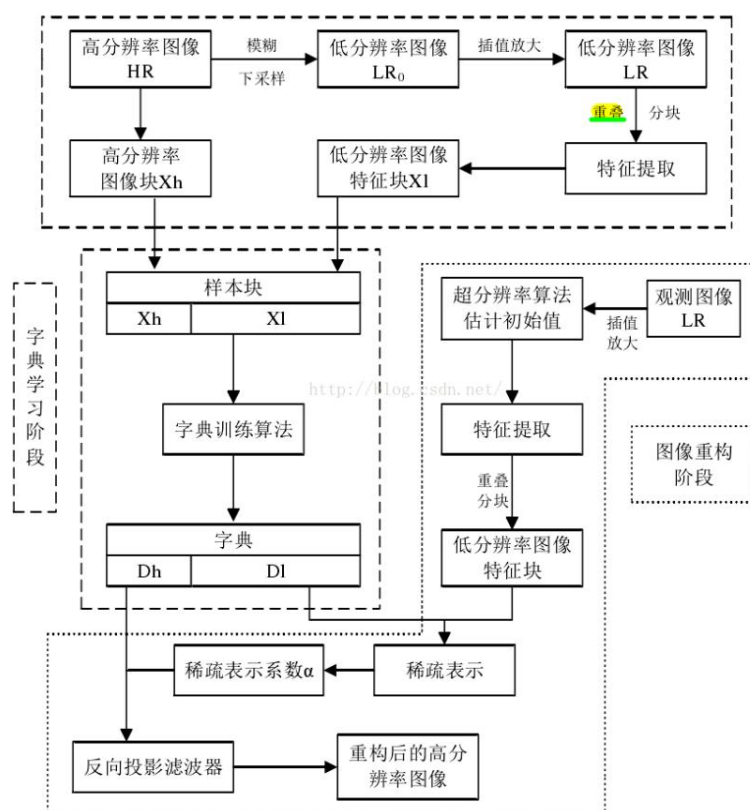 高分辨率图像
HR
模糊
下采样
低分辨率图像
LR₀
插值放大
低分辨率图像
LR
重叠 分块
高分辨率
图像块Xh
低分辨率图像
特征块Xl
特征提取
字典学习阶段
样本块
Xh Xl
字典训练算法
字典
Dh Dl
超分辨率算法
估计初始值
插值
放大
观测图像
LR
http://blog.csdn.net/
特征提取
重叠
分块
低分辨率图像
特征块
图像重构
阶段
稀疏表示系数α
稀疏表示
反向投影滤波器
重构后的高分
辨率图像